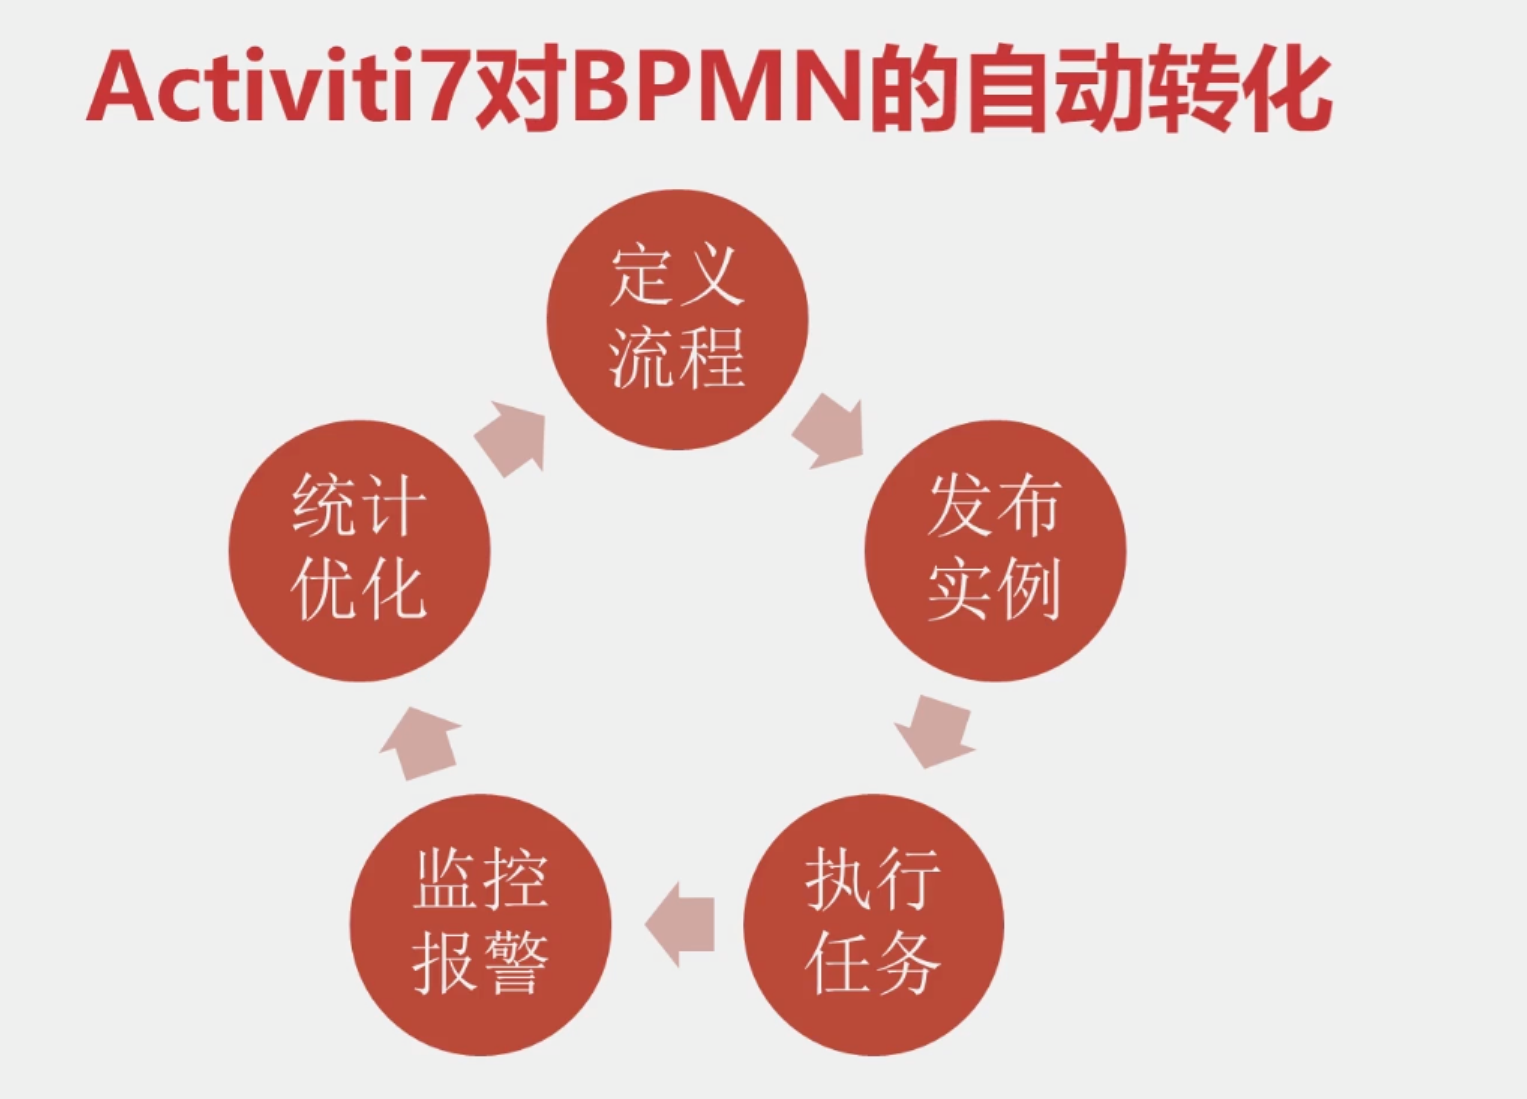 Activiti7对BPMN的自动转化
定义
流程
发布
实例
执行
任务
监控
报警
统计
优化